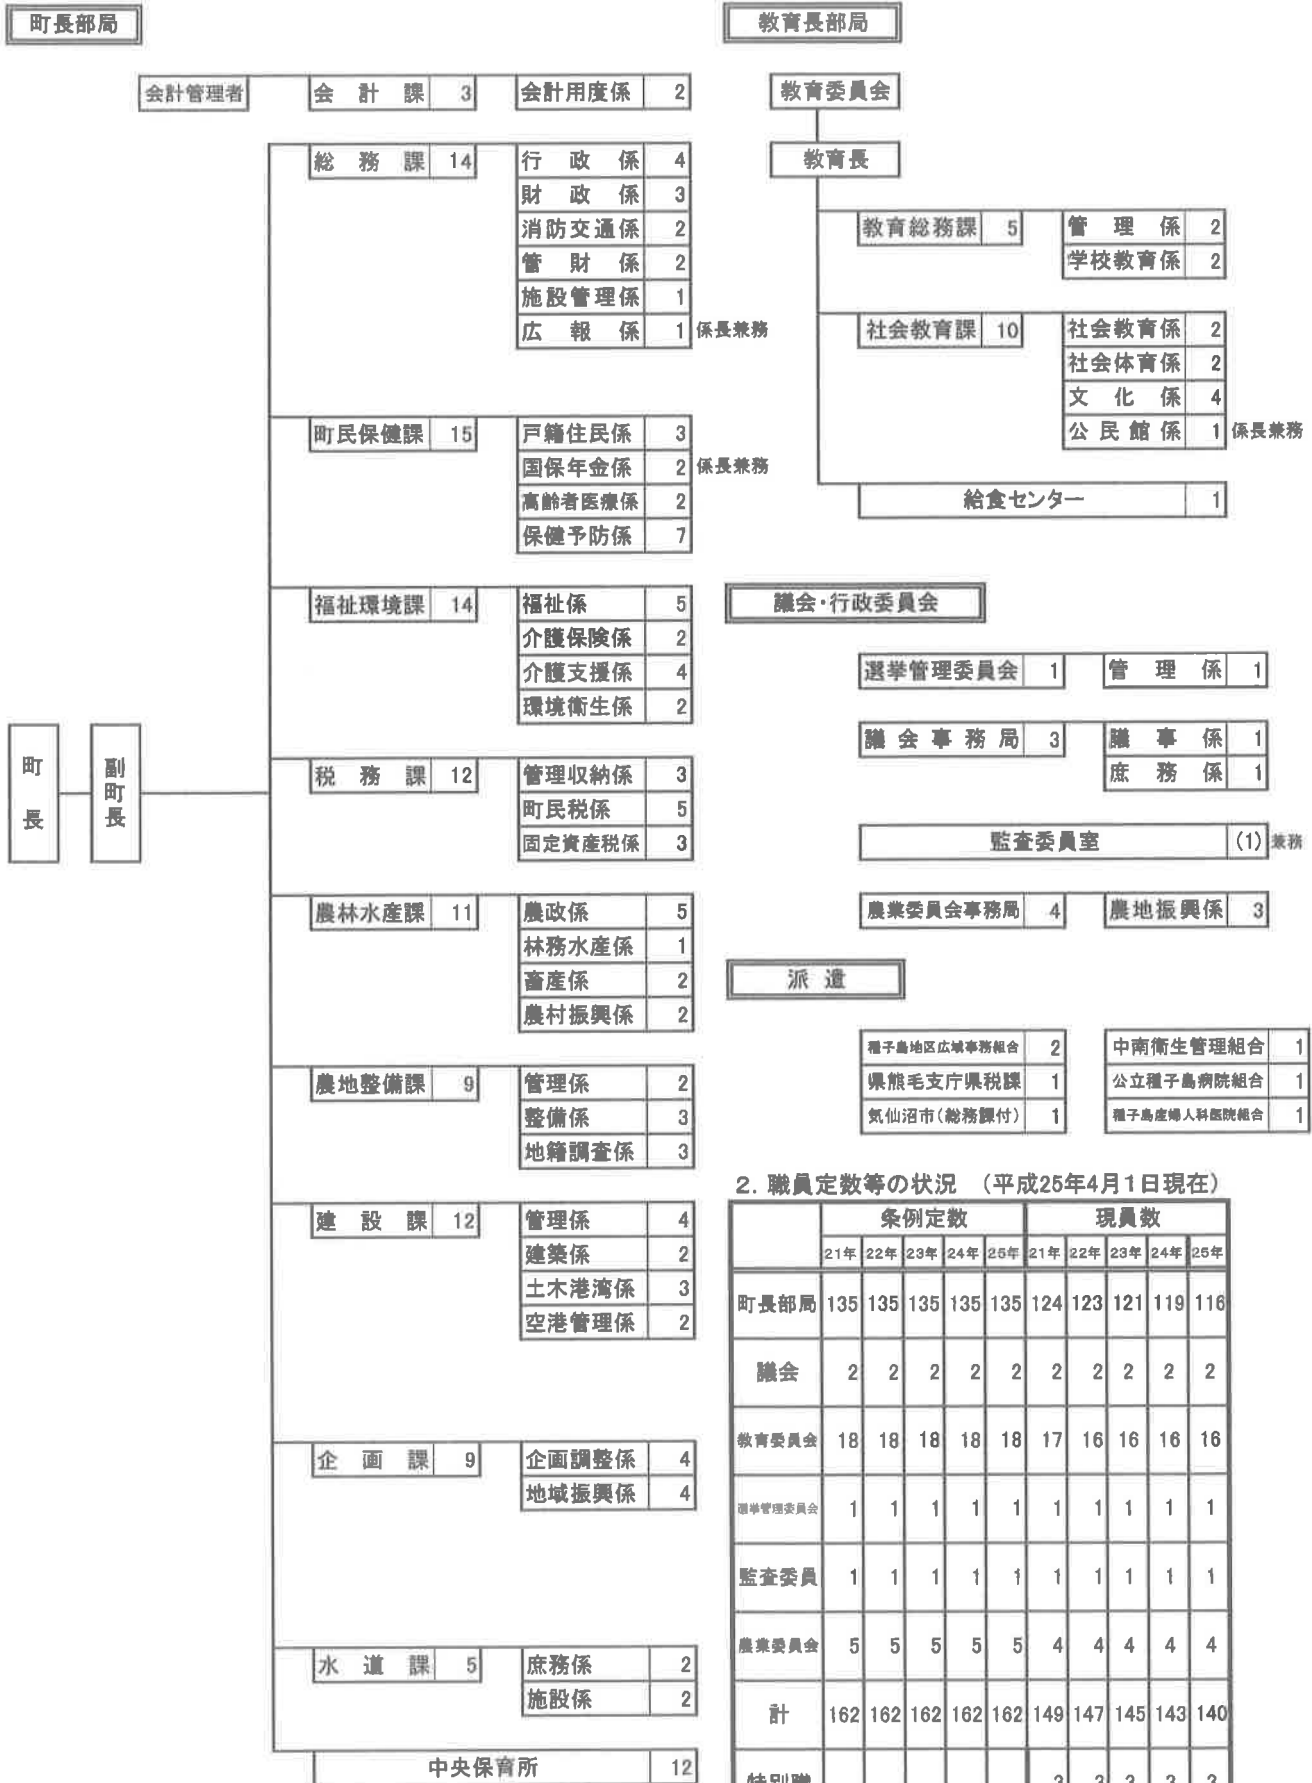 町長部局
会計管理者 会計課 3 会計用度係 2
総務課 14 行政係 4
財政係 3
消防交通係 2
管財係 2
施設管理係 1
広報係 1 係長兼務
町民保健課 15 戸籍住民係 3
国保年金係 2 係長兼務
高齢者医療係 2
保健予防係 7
福祉環境課 14 福祉係 5
介護保険係 2
介護支援係 4
環境衛生係 2
町長 副町長
税務課 12 管理収納係 3
町民税係 5
固定資産税係 3
農林水産課 11 農政係 5
林務水産係 1
畜産係 2
農村振興係 2
農地整備課 9 管理係 2
整備係 3
地籍調査係 3
建設課 12 管理係 4
建築係 2
土木港湾係 3
空港管理係 2
企画課 9 企画調整係 4
地域振興係 4
水道課 5 庶務係 2
施設係 2
中央保育所 12
教育長部局
教育委員会
教育長
教育総務課 5 管理係 2
学校教育係 2
社会教育課 10 社会教育係 2
社会体育係 2
文化係 4
公民館係 1 係長兼務
給食センター 1
議会・行政委員会
選挙管理委員会 1 管理係 1
議会事務局 3 議事係 1
庶務係 1
監査委員室 (1) 兼務
農業委員会事務局 4 農地振興係 3
派遣
種子島地区広域事務組合 2 中南衛生管理組合 1
県熊毛支庁県税課 1 公立種子島病院組合 1
気仙沼市(総務課付) 1 種子島産婦人科医院組合 1
2. 職員定数等の状況 (平成25年4月1日現在)
条例定数 現員数
21年 22年 23年 24年 25年 21年 22年 23年 24年 25年
町長部局 135 135 135 135 135 124 123 121 119 116
議会 2 2 2 2 2 2 2 2 2 2
教育委員会 18 18 18 18 18 17 16 16 16 16
選挙管理委員会 1 1 1 1 1 1 1 1 1 1
監査委員 1 1 1 1 1 1 1 1 1 1
農業委員会 5 5 5 5 5 4 4 4 4 4
計 162 162 162 162 162 149 147 145 143 140
特別職 3 3 3 3 3